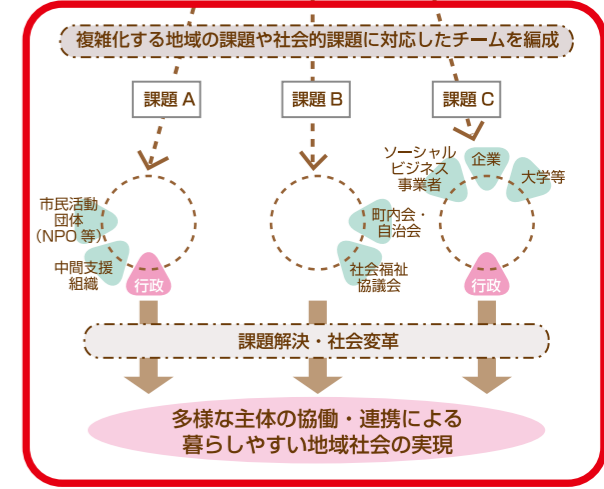 複雑化する地域の課題や社会的課題に対応したチームを編成
課題 A
課題 B
課題 C
市民活動
団体
（NPO 等）
中間支援
組織
行政
町内会・
自治会
社会福祉
協議会
ソーシャル
ビジネス
事業者
企業
大学等
行政
課題解決・社会変革
多様な主体の協働・連携による
暮らしやすい地域社会の実現